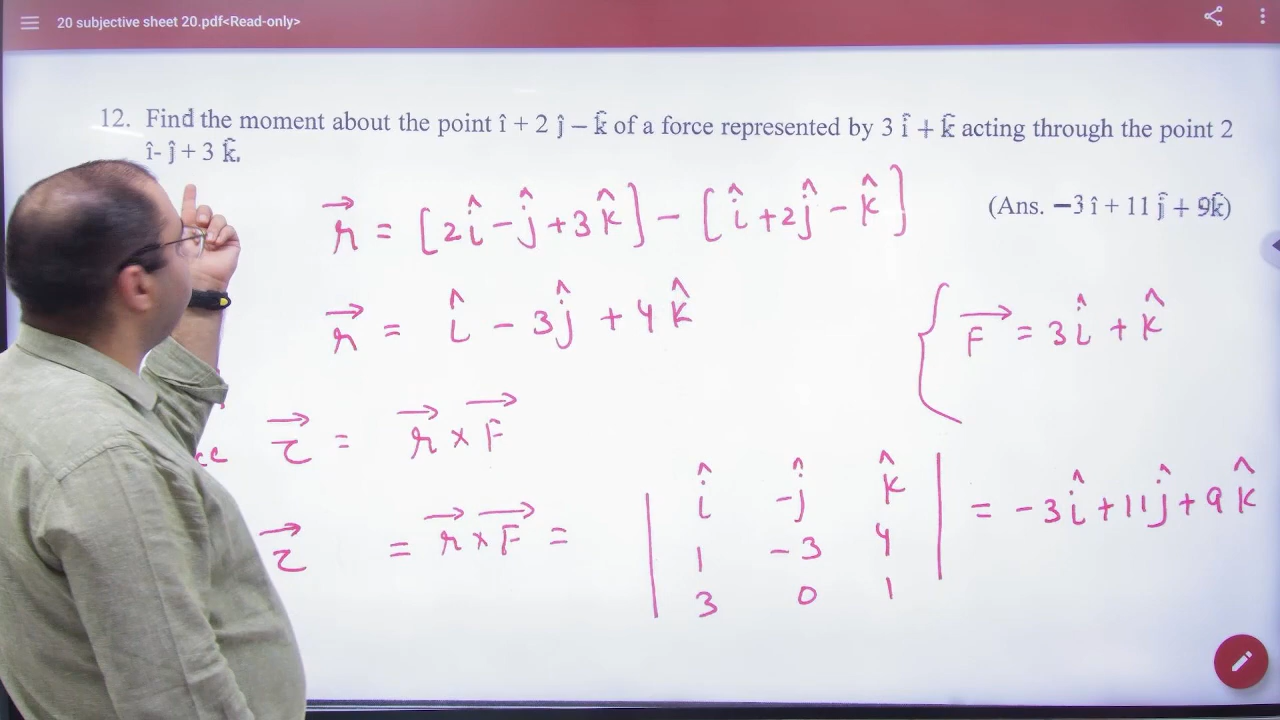 20 subjective sheet 20.pdf<Read-only>
12. Find the moment about the point î + 2 ĵ – k̂ of a force represented by 3 î + k̂ acting through the point 2
î- ĵ + 3 k̂.
(Ans. –3 î + 11 ĵ + 9k̂)
r⃗ = [2î - ĵ + 3k̂] - [î + 2ĵ - k̂]
r⃗ = î - 3ĵ + 4k̂
F⃗ = 3î + k̂
τ⃗ = r⃗ × F⃗
τ⃗ = r⃗ × F⃗ = | î -ĵ k̂ | = -3î + 11ĵ + 9k̂
1 -3 4
3 0 1